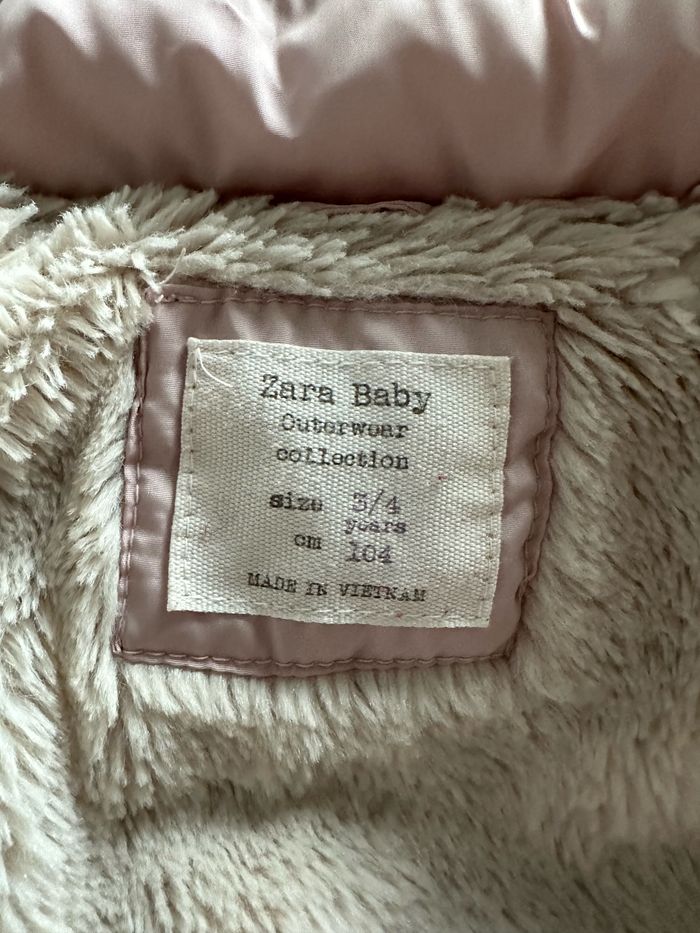 Zara Baby
Outerwear
collection
size 3/4
years
cm 104
MADE IN VIETNAM